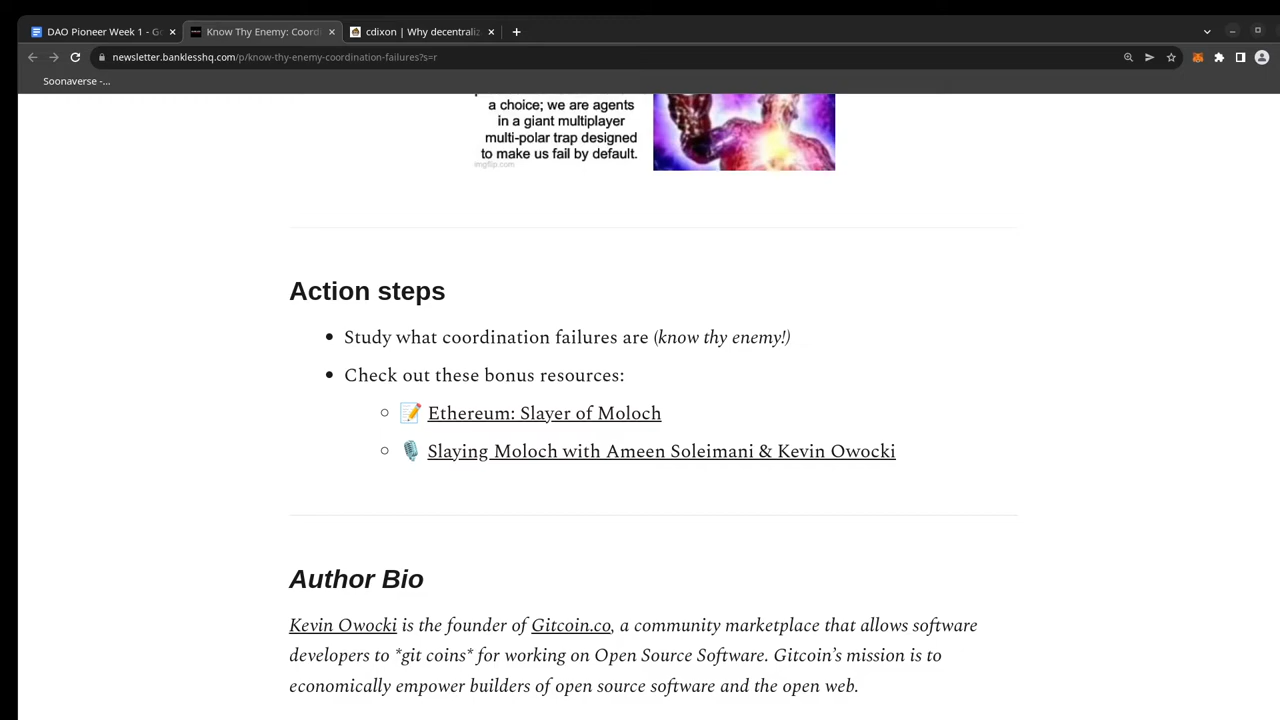 DAO Pioneer Week 1 - Go
Know Thy Enemy: Coordi
cdixon | Why decentraliz
newsletter.banklesshq.com/p/know-thy-enemy-coordination-failures?s=r
Soonaverse -...
a choice; we are agents
in a giant multiplayer
multi-polar trap designed
to make us fail by default.
imgflip.com
Action steps
• Study what coordination failures are (know thy enemy!)
• Check out these bonus resources:
○ 📝 Ethereum: Slayer of Moloch
○ 🎙️ Slaying Moloch with Ameen Soleimani & Kevin Owocki
Author Bio
Kevin Owocki is the founder of Gitcoin.co, a community marketplace that allows software
developers to *git coins* for working on Open Source Software. Gitcoin’s mission is to
economically empower builders of open source software and the open web.